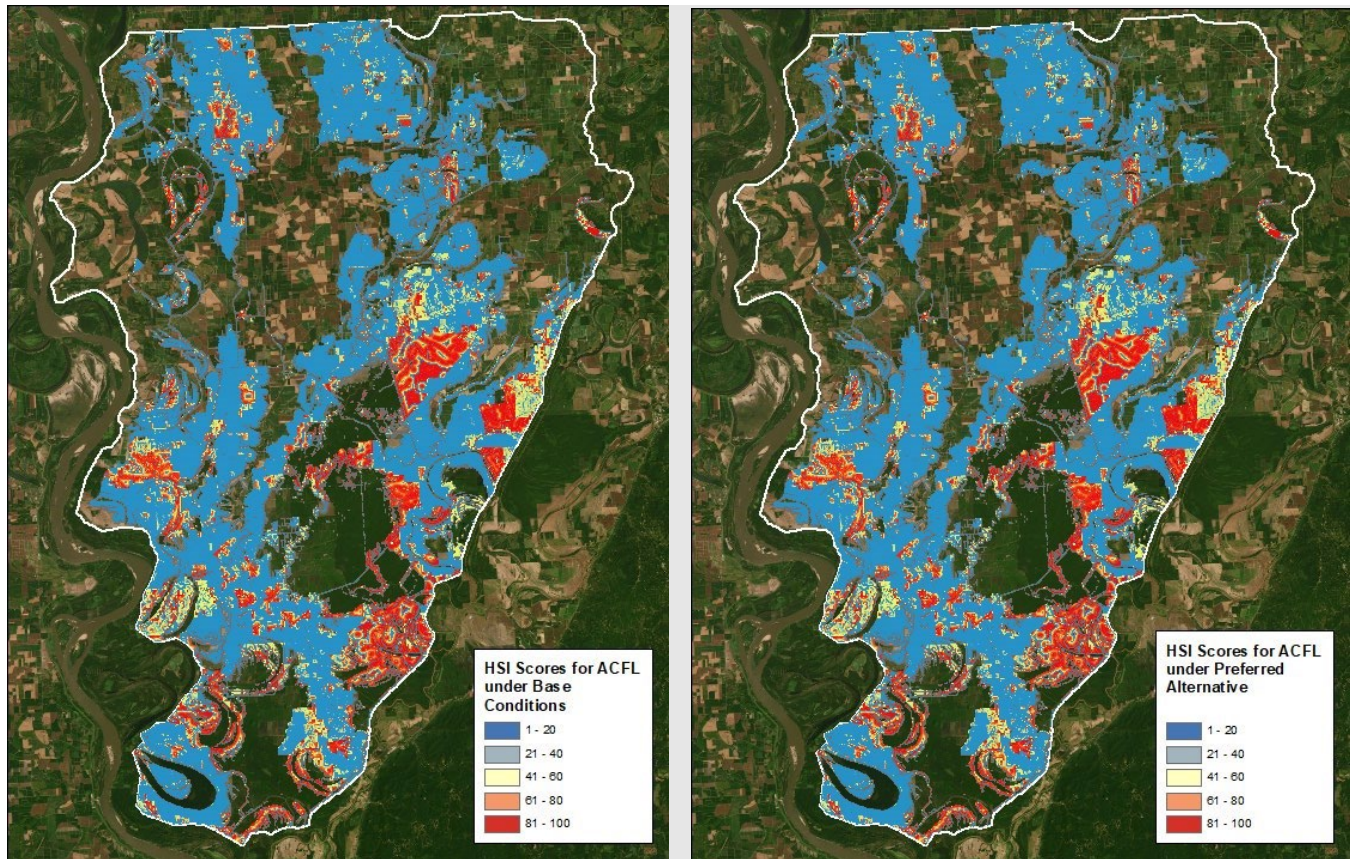 HSI Scores for ACFL
under Base
Conditions
1 - 20
21 - 40
41 - 60
61 - 80
81 - 100
HSI Scores for ACFL
under Preferred
Alternative
1 - 20
21 - 40
41 - 60
61 - 80
81 - 100